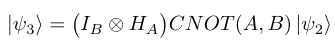 |ψ₃⟩ = (I_B ⊗ H_A)CNOT(A, B) |ψ₂⟩